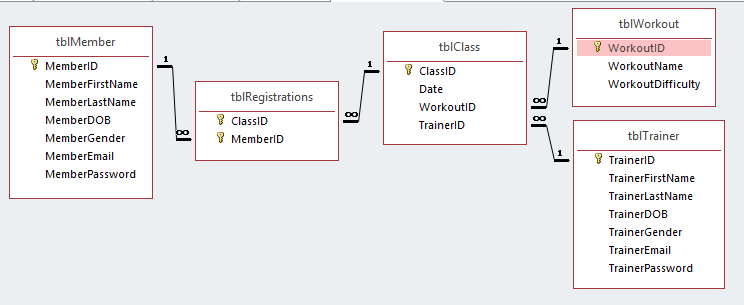 tblMember
MemberID
MemberFirstName
MemberLastName
MemberDOB
MemberGender
MemberEmail
MemberPassword
1
∞
tblRegistrations
ClassID
MemberID
1
∞
tblClass
ClassID
Date
WorkoutID
TrainerID
1
∞
tblWorkout
WorkoutID
WorkoutName
WorkoutDifficulty
∞
1
tblTrainer
TrainerID
TrainerFirstName
TrainerLastName
TrainerDOB
TrainerGender
TrainerEmail
TrainerPassword